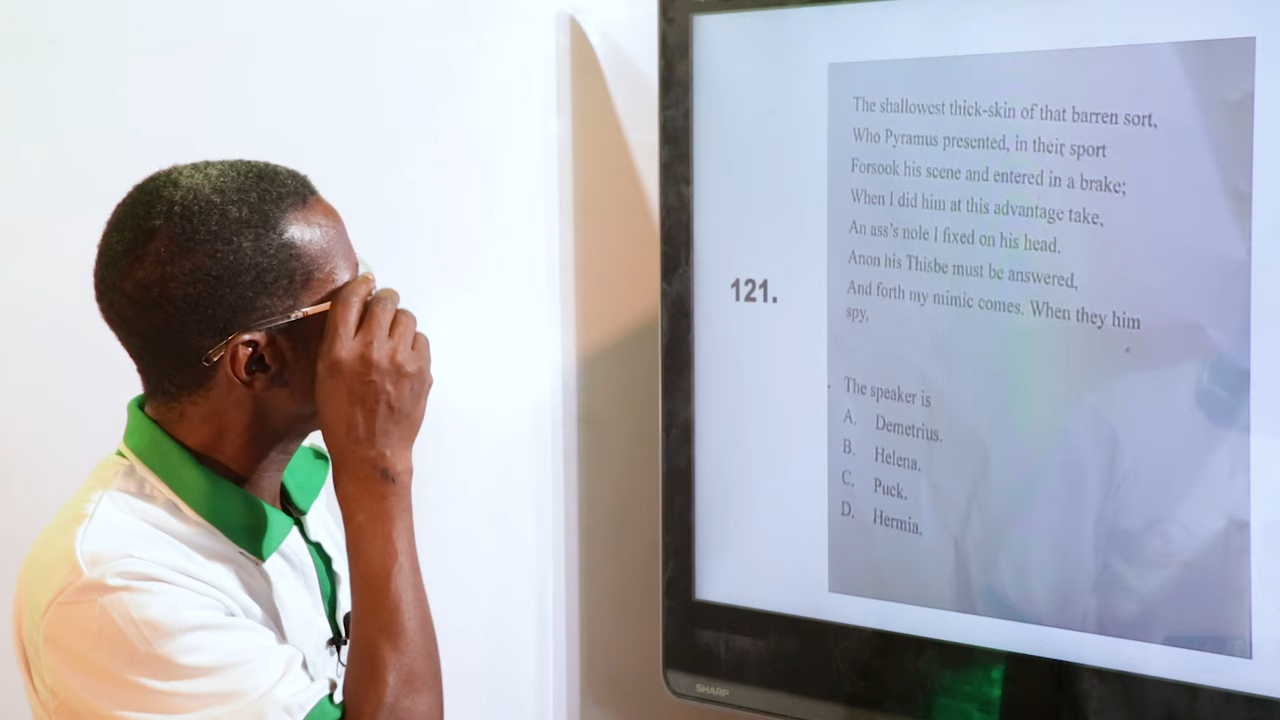 The shallowest thick-skin of that barren sort,
Who Pyramus presented, in their sport
Forsook his scene and entered in a brake;
When I did him at this advantage take,
An ass's nole I fixed on his head.
Anon his Thisbe must be answered,
And forth my mimic comes. When they him
spy,
121.
The speaker is
A. Demetrius.
B. Helena.
C. Puck.
D. Hermia.
SHARP